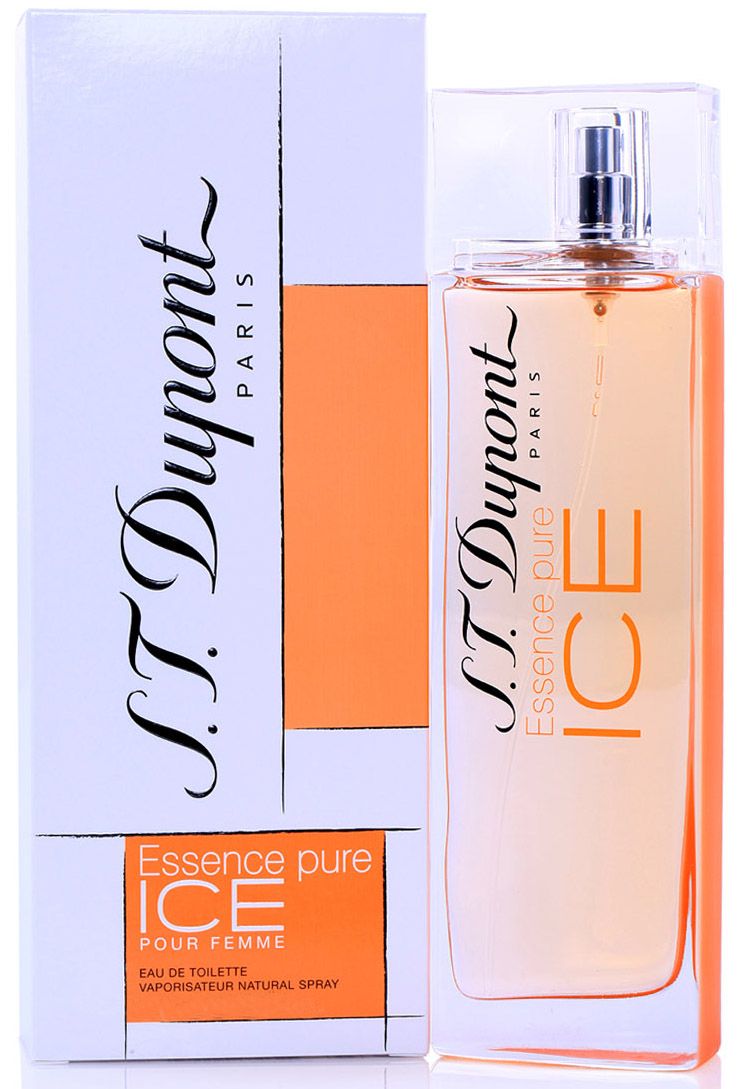 S.T. Dupont
PARIS
Essence pure
ICE
POUR FEMME
EAU DE TOILETTE
VAPORISATEUR NATURAL SPRAY
S.T. Dupont
PARIS
Essence pure
ICE